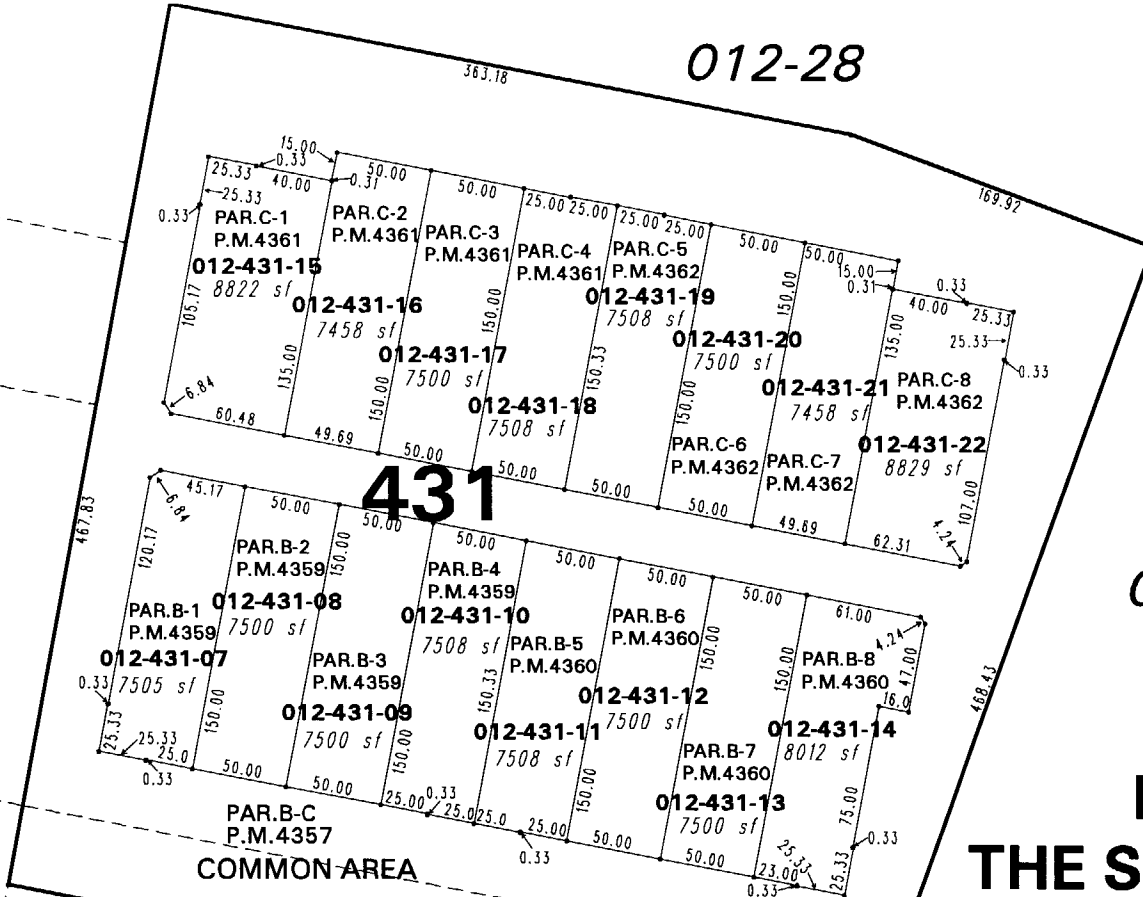 012-28
363.18
169.92
15.00
0.33
25.33
40.00
0.31
25.33
0.33
50.00
50.00
25.00
25.00
25.00
25.00
50.00
50.00
15.00
0.31
0.33
40.00
25.33
25.33
0.33
PAR.C-1
P.M.4361
012-431-15
8822 sf
105.17
6.84
60.48
135.00
PAR.C-2
P.M.4361
012-431-16
7458 sf
49.69
150.00
PAR.C-3
P.M.4361
012-431-17
7500 sf
50.00
150.00
PAR.C-4
P.M.4361
012-431-18
7508 sf
50.00
150.33
PAR.C-5
P.M.4362
012-431-19
7508 sf
50.00
150.00
012-431-20
7500 sf
PAR.C-6
P.M.4362
50.00
150.00
012-431-21
7458 sf
PAR.C-7
P.M.4362
49.69
135.00
PAR.C-8
P.M.4362
012-431-22
8829 sf
107.00
4.24
62.31
431
467.83
468.43
45.17
6.84
120.17
50.00
50.00
50.00
50.00
50.00
50.00
61.00
4.24
47.00
16.0
PAR.B-1
P.M.4359
012-431-07
7505 sf
0.33
25.33
25.33
25.0
0.33
150.00
PAR.B-2
P.M.4359
012-431-08
7500 sf
50.00
150.00
PAR.B-3
P.M.4359
012-431-09
7500 sf
50.00
150.00
PAR.B-4
P.M.4359
012-431-10
7508 sf
25.00
0.33
25.0
150.33
PAR.B-5
P.M.4360
012-431-11
7508 sf
25.0
0.33
25.00
150.00
PAR.B-6
P.M.4360
012-431-12
7500 sf
50.00
150.00
PAR.B-7
P.M.4360
012-431-13
7500 sf
50.00
150.00
PAR.B-8
P.M.4360
012-431-14
8012 sf
75.00
0.33
25.33
23.00
25.33
0.33
PAR.B-C
P.M.4357
COMMON AREA
THE S